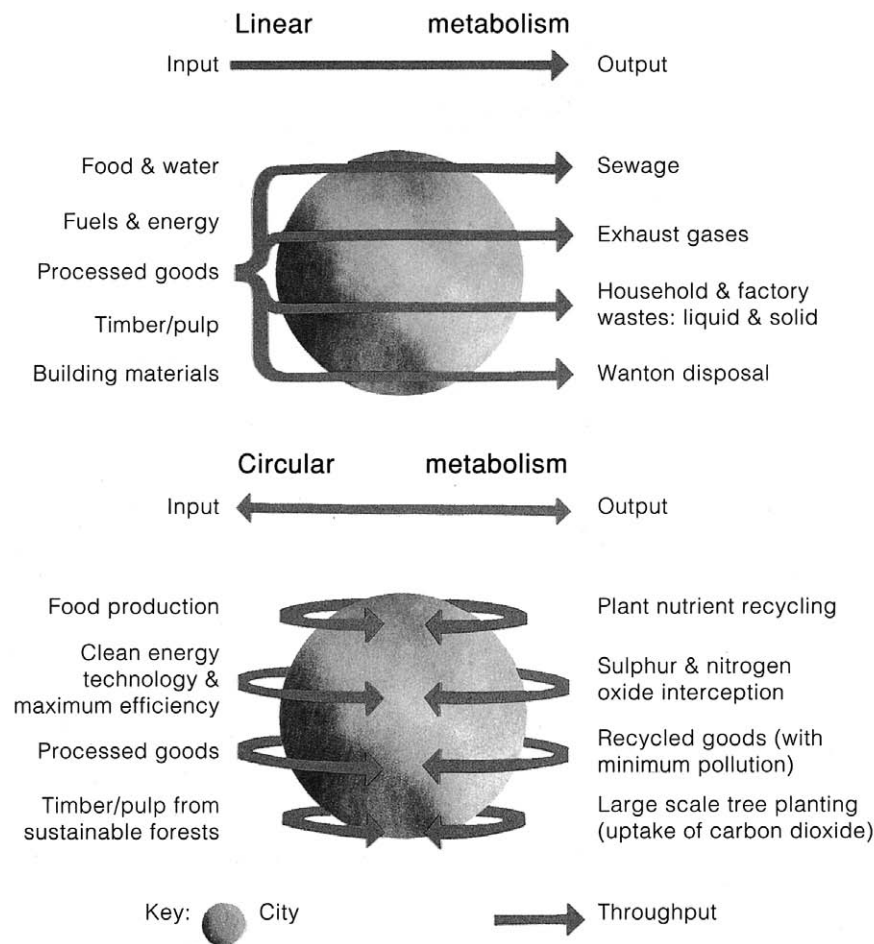 Linear metabolism
Input Output
Food & water Sewage
Fuels & energy Exhaust gases
Processed goods Household & factory
wastes: liquid & solid
Timber/pulp
Building materials Wanton disposal
Circular metabolism
Input Output
Food production Plant nutrient recycling
Clean energy
technology &
maximum efficiency
Sulphur & nitrogen
oxide interception
Processed goods
Recycled goods (with
minimum pollution)
Timber/pulp from
sustainable forests
Large scale tree planting
(uptake of carbon dioxide)
Key: City Throughput